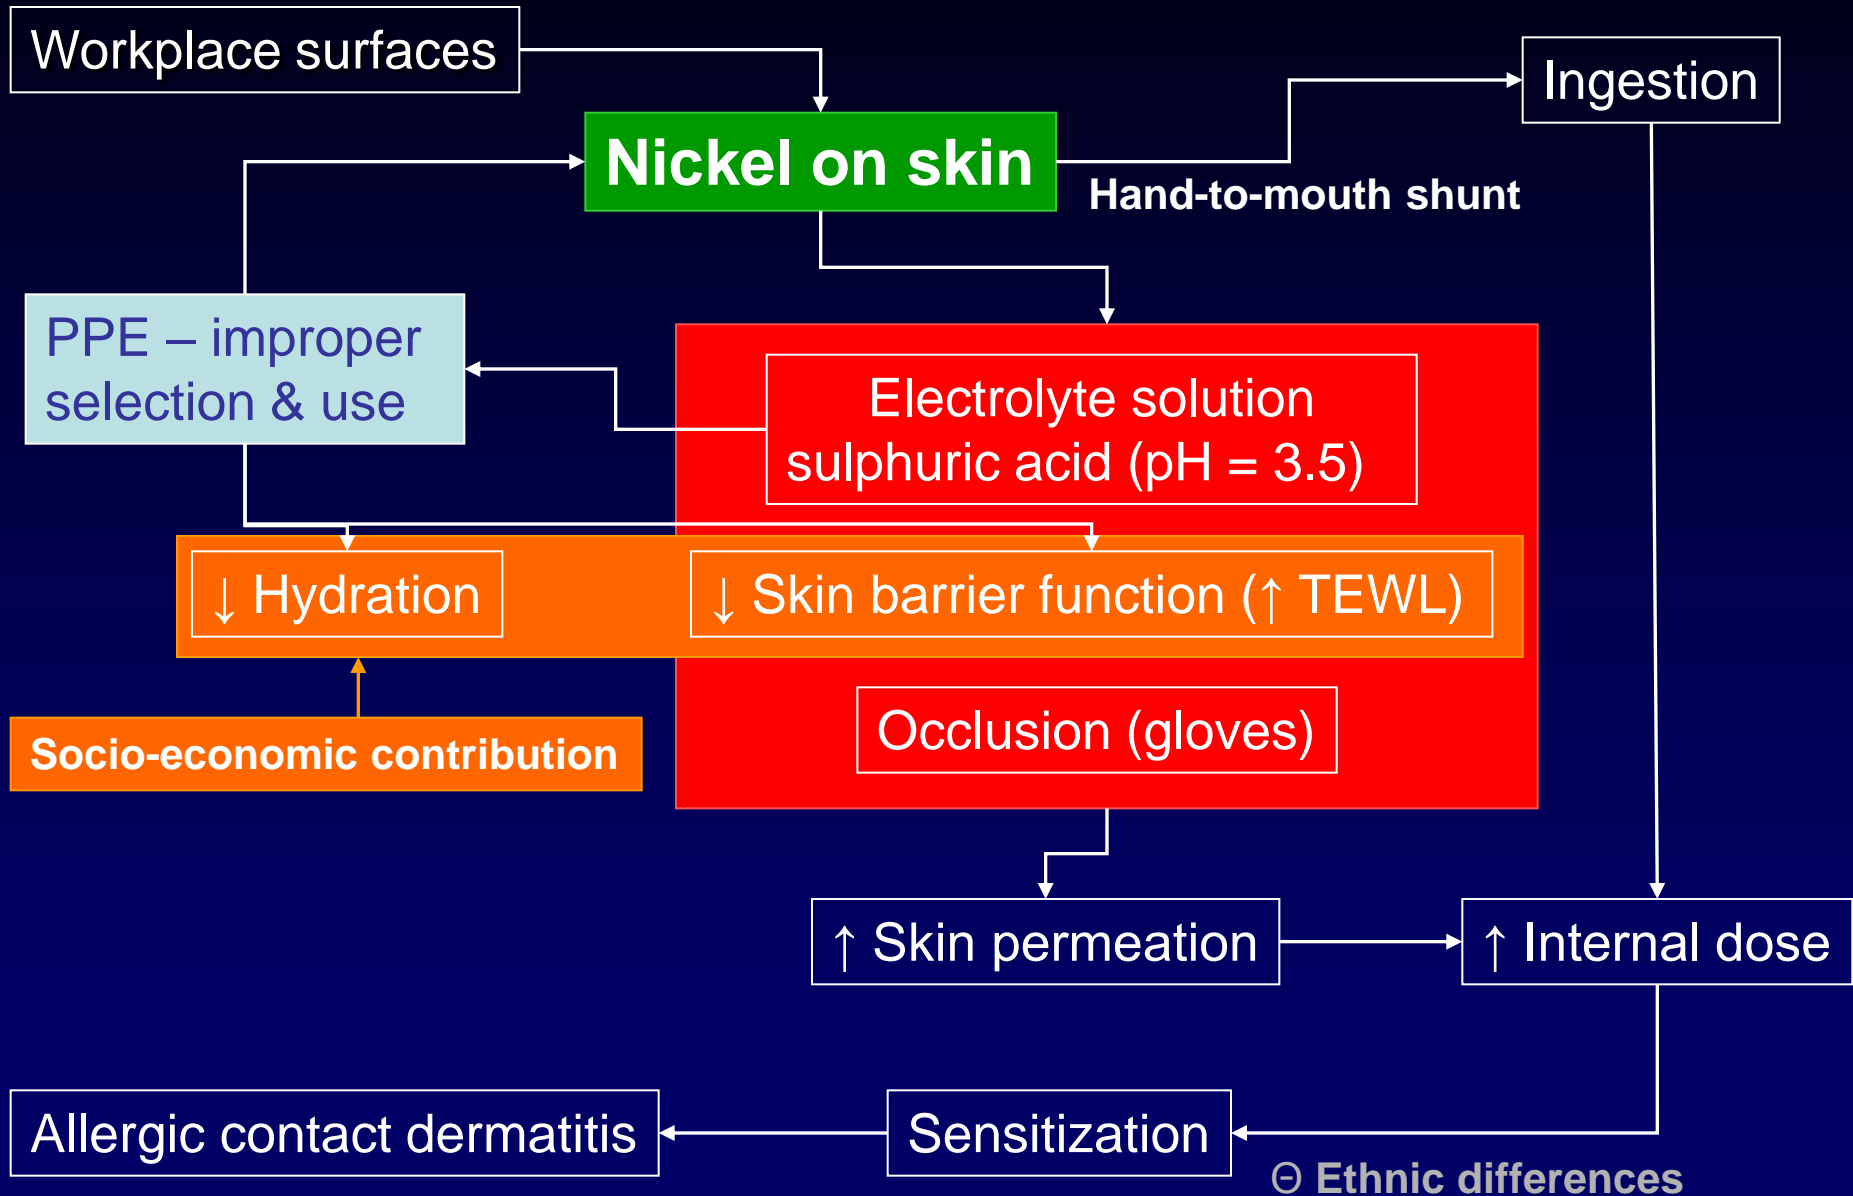 Workplace surfaces
Ingestion
Nickel on skin
Hand-to-mouth shunt
PPE – improper
selection & use
Electrolyte solution
sulphuric acid (pH = 3.5)
↓ Hydration
↓ Skin barrier function (↑ TEWL)
Occlusion (gloves)
Socio-economic contribution
↑ Skin permeation
↑ Internal dose
Allergic contact dermatitis
Sensitization
Θ Ethnic differences